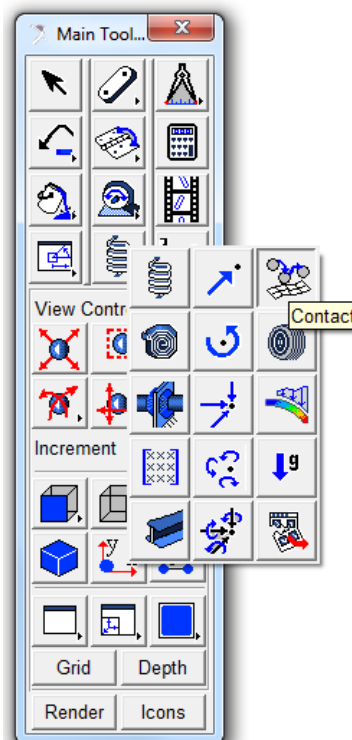 Main Tool...
View Contr
Contact
Increment
g
y
x
Grid Depth
Render Icons